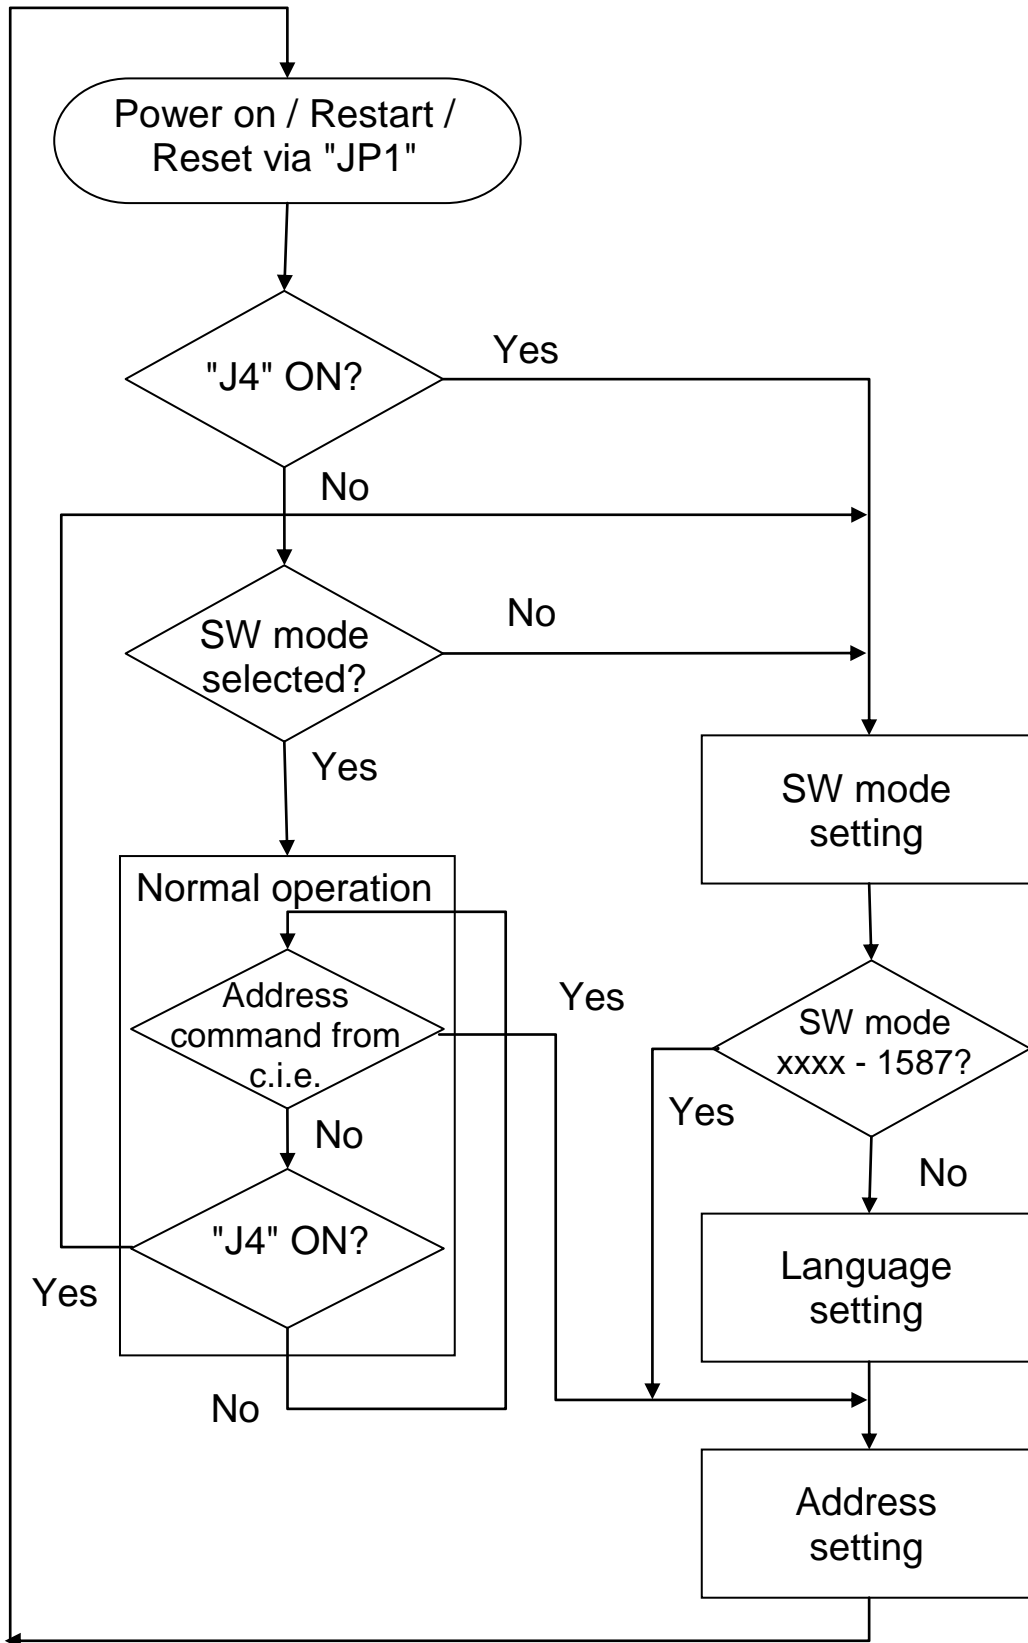 Power on / Restart /
Reset via "JP1"
"J4" ON?
Yes
No
SW mode
selected?
No
Yes
SW mode
setting
Normal operation
Address
command from
c.i.e.
Yes
SW mode
xxxx - 1587?
Yes
No
No
"J4" ON?
Yes
Language
setting
No
Address
setting